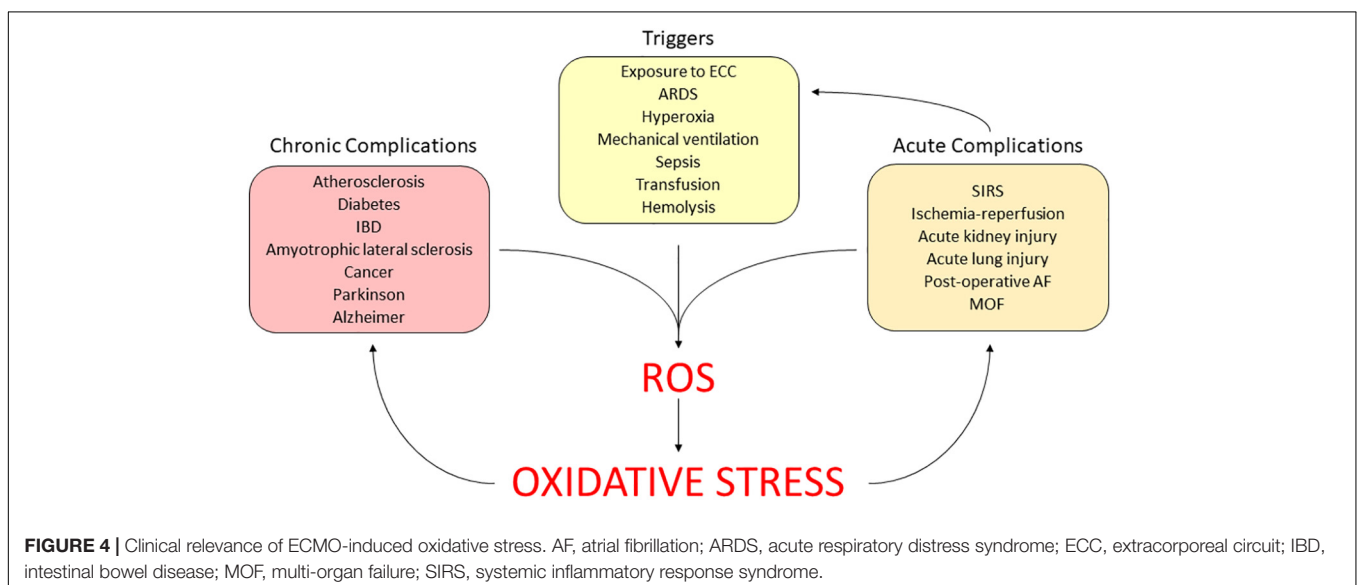 Triggers
Exposure to ECC
ARDS
Hyperoxia
Mechanical ventilation
Sepsis
Transfusion
Hemolysis
Chronic Complications
Atherosclerosis
Diabetes
IBD
Amyotrophic lateral sclerosis
Cancer
Parkinson
Alzheimer
Acute Complications
SIRS
Ischemia-reperfusion
Acute kidney injury
Acute lung injury
Post-operative AF
MOF
ROS
OXIDATIVE STRESS
FIGURE 4 | Clinical relevance of ECMO-induced oxidative stress. AF, atrial fibrillation; ARDS, acute respiratory distress syndrome; ECC, extracorporeal circuit; IBD,
intestinal bowel disease; MOF, multi-organ failure; SIRS, systemic inflammatory response syndrome.